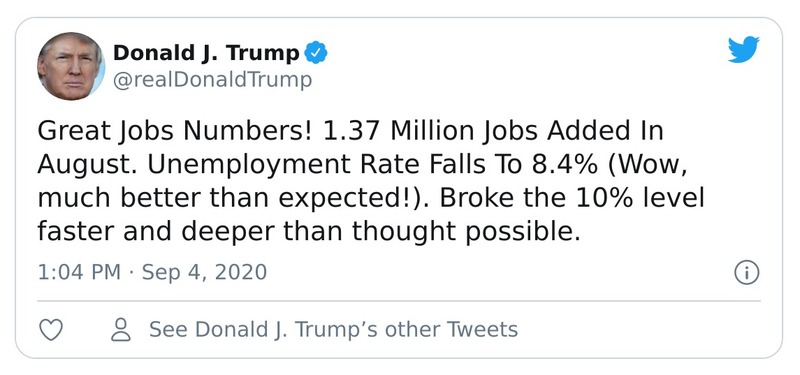 Donald J. Trump
@realDonaldTrump
Great Jobs Numbers! 1.37 Million Jobs Added In
August. Unemployment Rate Falls To 8.4% (Wow,
much better than expected!). Broke the 10% level
faster and deeper than thought possible.
1:04 PM · Sep 4, 2020
See Donald J. Trump’s other Tweets